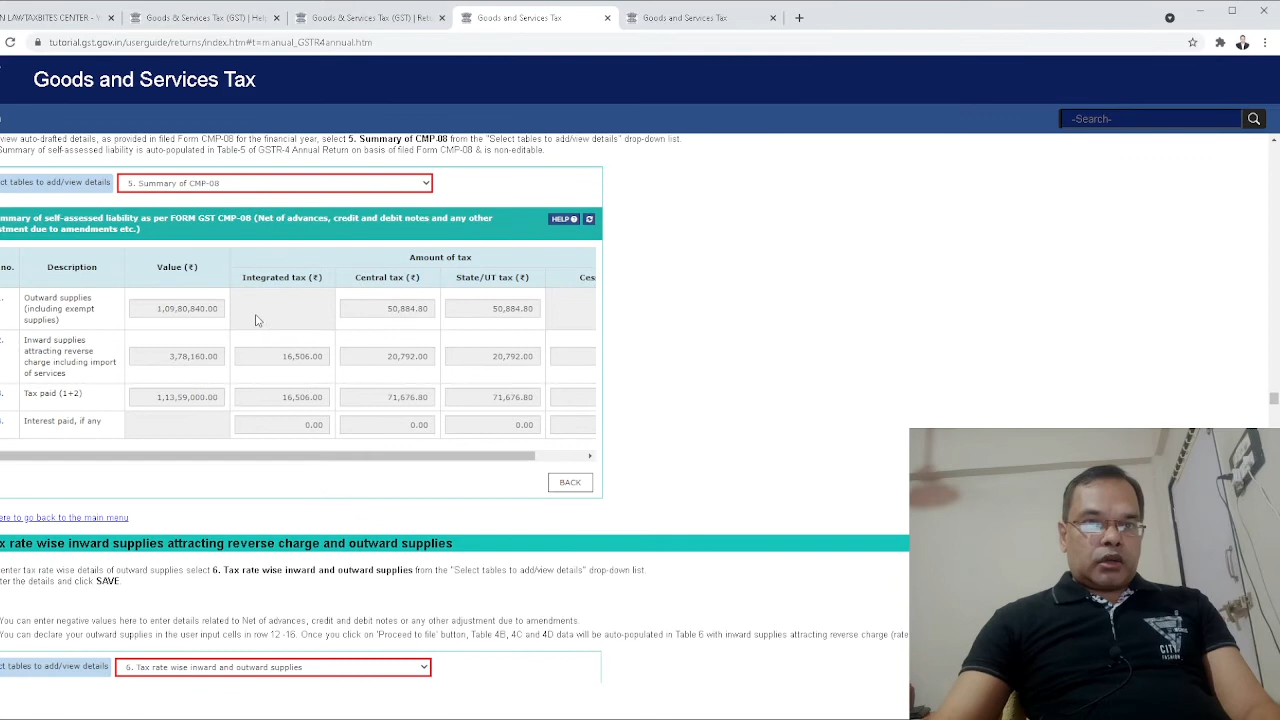 N LAWTAXBITES CENTER -
Goods & Services Tax (GST) | Help
Goods & Services Tax (GST) | Retu
Goods and Services Tax
Goods and Services Tax
tutorial.gst.gov.in/userguide/returns/index.htm#t=manual_GSTR4annual.htm
Goods and Services Tax
-Search-
view auto-drafted details, as provided in filed Form CMP-08 for the financial year, select 5. Summary of CMP-08 from the "Select tables to add/view details" drop-down list.
Summary of self-assessed liability is auto-populated in Table-5 of GSTR-4 Annual Return on basis of filed Form CMP-08 & is non-editable.
ct tables to add/view details
5. Summary of CMP-08
mmary of self-assessed liability as per FORM GST CMP-08 (Net of advances, credit and debit notes and any other
stment due to amendments etc.)
HELP ?
no.
Description
Value (₹)
Amount of tax
Integrated tax (₹)
Central tax (₹)
State/UT tax (₹)
Ces
Outward supplies
(including exempt
supplies)
1,09,80,840.00
50,884.80
50,884.80
Inward supplies
attracting reverse
charge including import
of services
3,78,160.00
16,506.00
20,792.00
20,792.00
Tax paid (1+2)
1,13,59,000.00
16,506.00
71,676.80
71,676.80
Interest paid, if any
0.00
0.00
0.00
BACK
ere to go back to the main menu
x rate wise inward supplies attracting reverse charge and outward supplies
enter tax rate wise details of outward supplies select 6. Tax rate wise inward and outward supplies from the "Select tables to add/view details" drop-down list.
ter the details and click SAVE.
You can enter negative values here to enter details related to Net of advances, credit and debit notes or any other adjustment due to amendments.
You can declare your outward supplies in the user input cells in row 12 -16. Once you click on 'Proceed to file' button, Table 4B, 4C and 4D data will be auto-populated in Table 6 with inward supplies attracting reverse charge (rate
ct tables to add/view details
6. Tax rate wise inward and outward supplies
CITY
FASHION